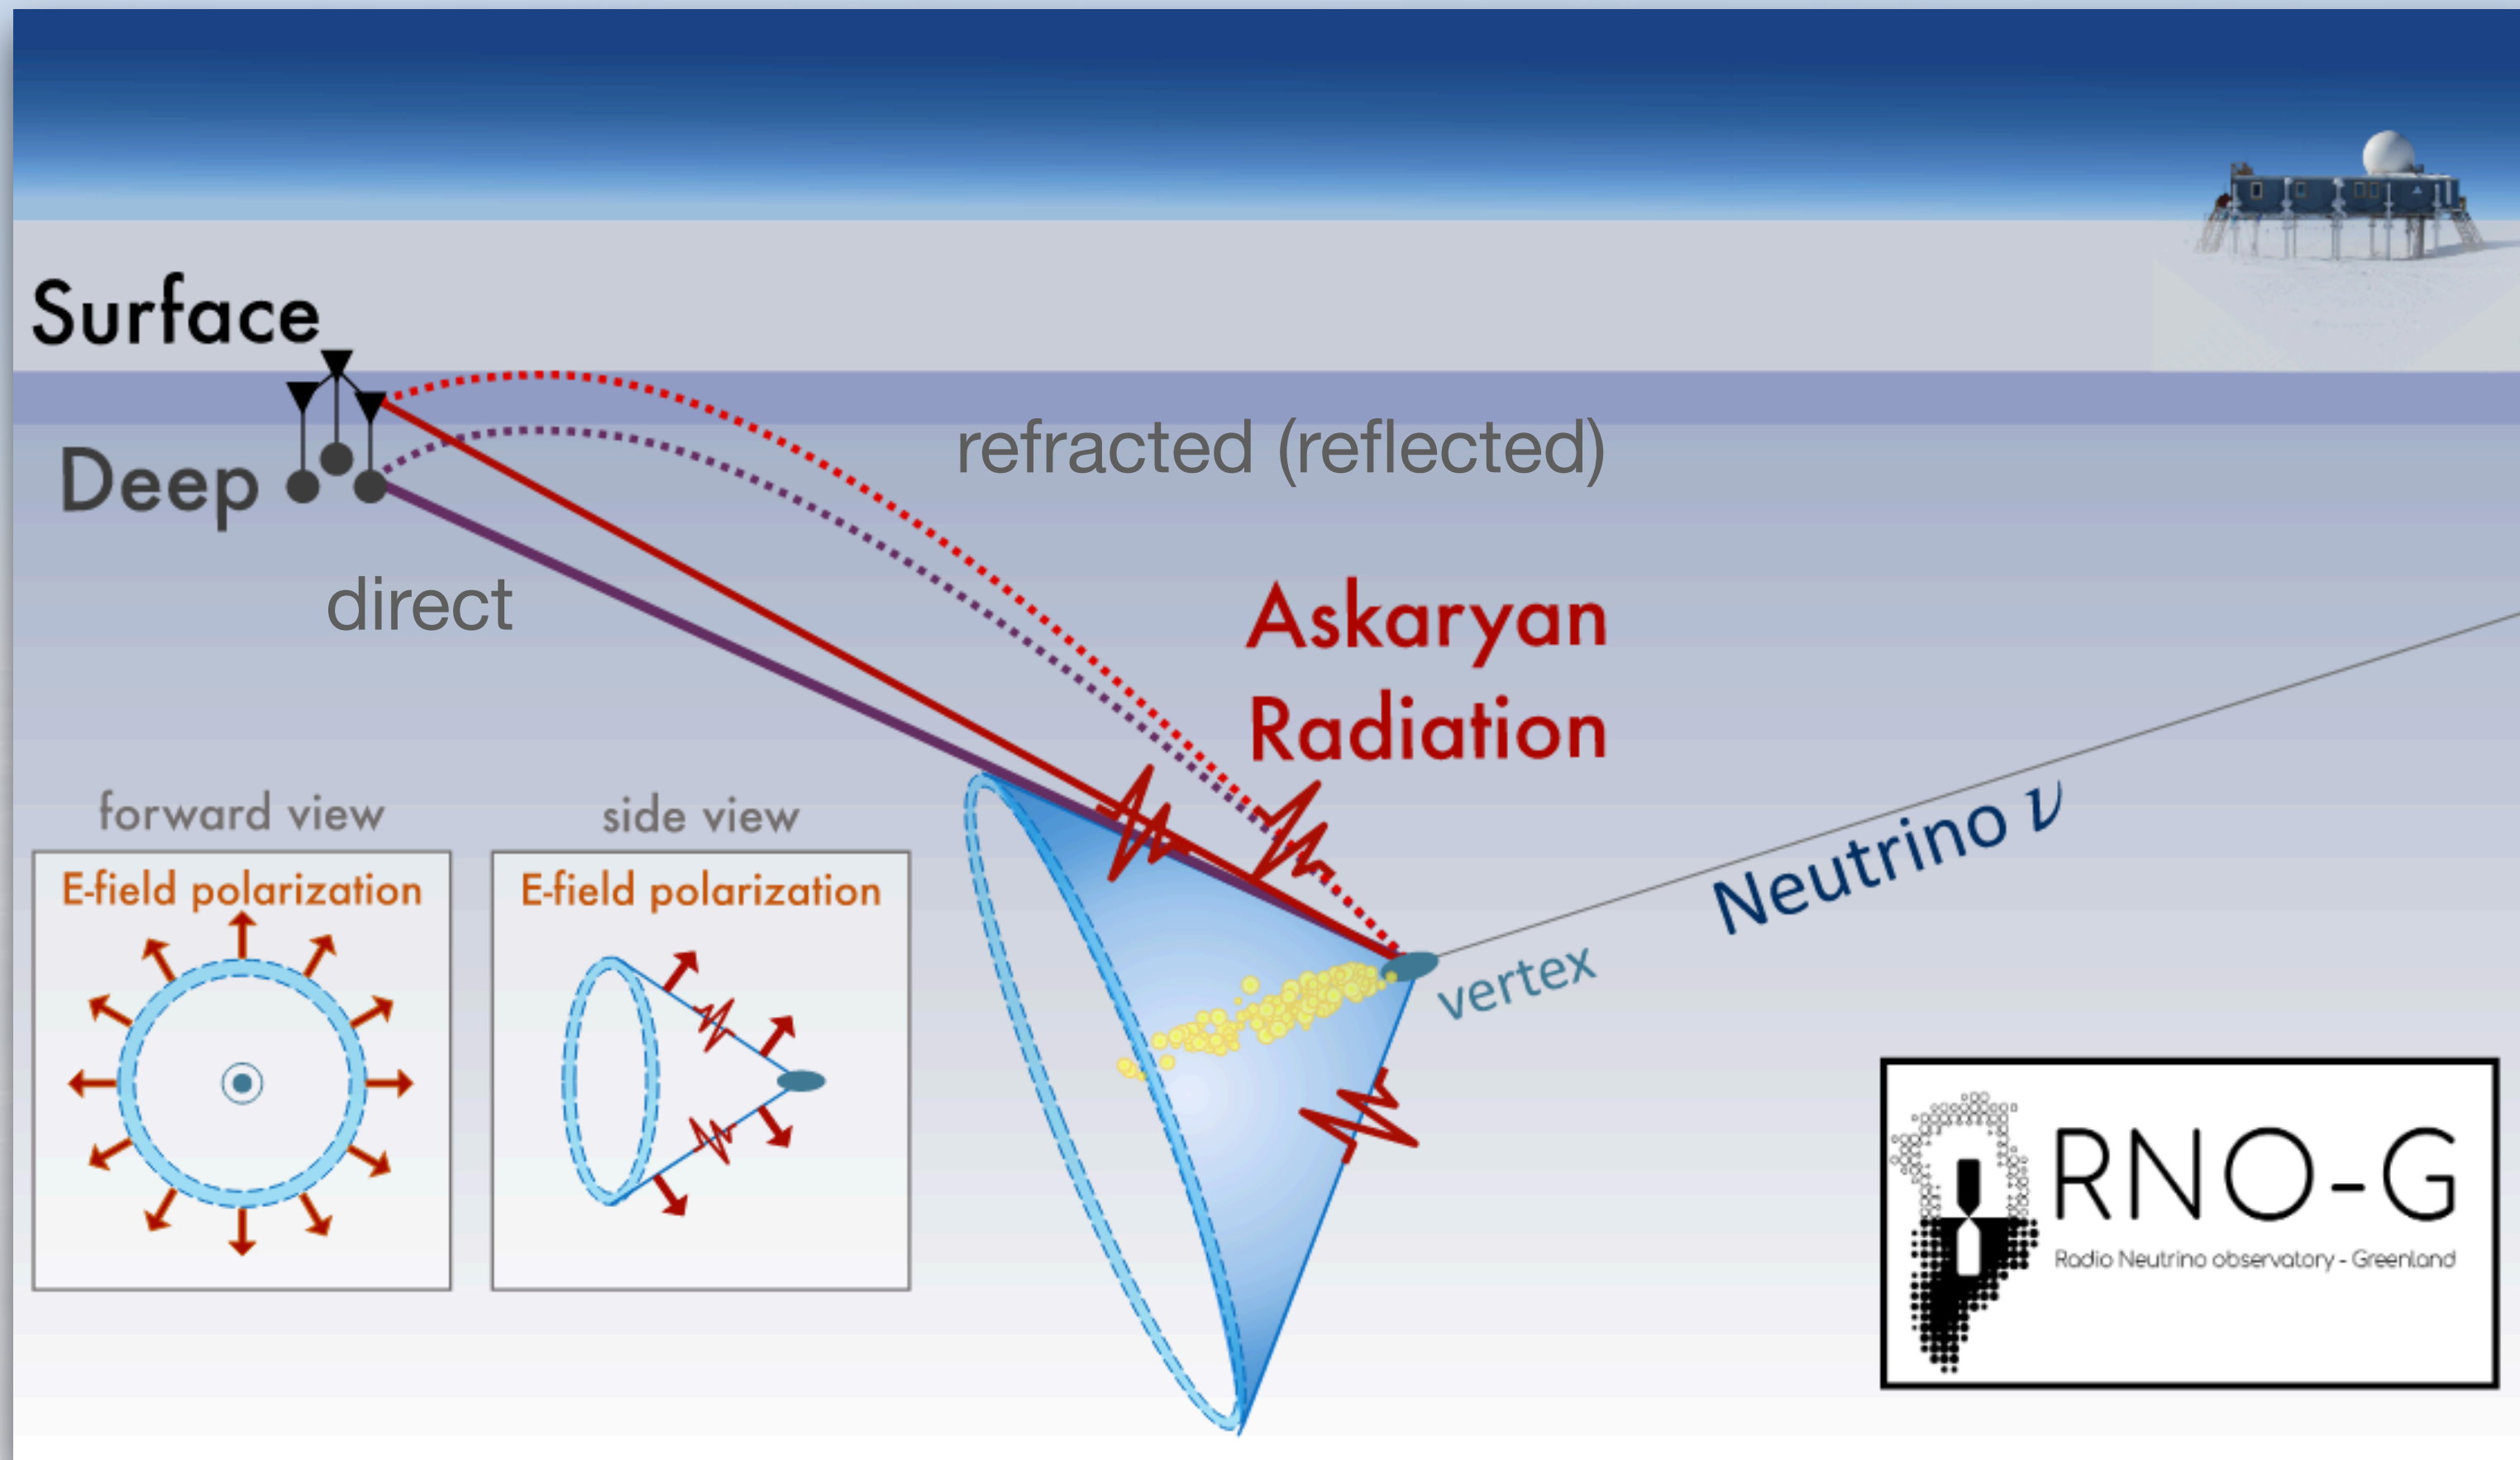 Surface
Deep
refracted (reflected)
direct
Askaryan
Radiation
Neutrino ν
vertex
forward view
E-field polarization
side view
E-field polarization
RNO-G
Radio Neutrino observatory - Greenland